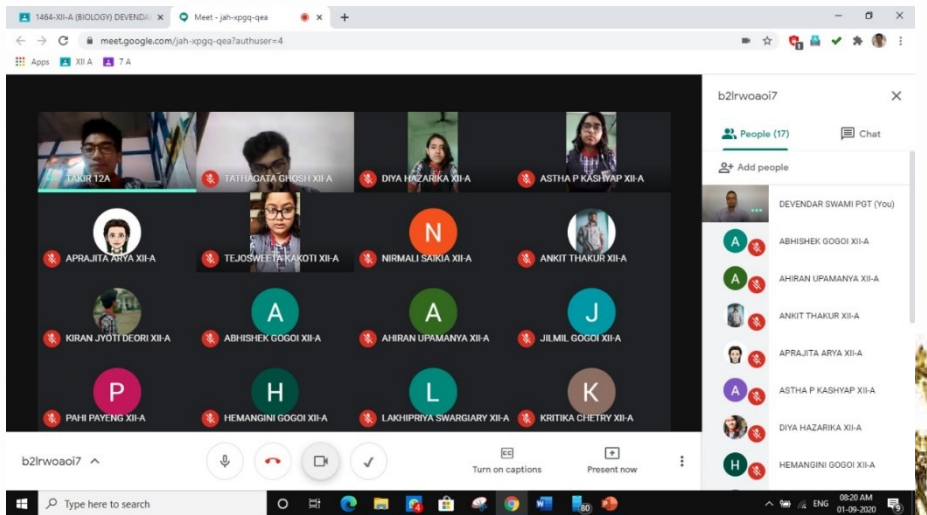 1464-XII-A (BIOLOGY) DEVENDA
Meet - jah-xpgq-qea
meet.google.com/jah-xpgq-qea?authuser=4
Apps
XII A
7 A
b2lrwoaoi7
People (17)
Chat
Add people
TAKIR 12A
TATHAGATA GHOSH XII-A
DIYA HAZARIKA XII-A
ASTHA P KASHYAP XII-A
APRAJITA ARYA XII-A
TEJOSWEETA KAKOTI XII-A
N
NIRMALI SAIKIA XII-A
ANKIT THAKUR XII-A
KIRAN JYOTI DEORI XII-A
A
ABHISHEK GOGOI XII-A
A
AHIRAN UPAMANYA XII-A
J
JILMIL GOGOI XII-A
P
PAHI PAYENG XII-A
H
HEMANGINI GOGOI XII-A
L
LAKHIPRIYA SWARGIARY XII-A
K
KRITIKA CHETRY XII-A
DEVENDAR SWAMI PGT (You)
A
ABHISHEK GOGOI XII-A
A
AHIRAN UPAMANYA XII-A
ANKIT THAKUR XII-A
APRAJITA ARYA XII-A
A
ASTHA P KASHYAP XII-A
DIYA HAZARIKA XII-A
H
HEMANGINI GOGOI XII-A
b2lrwoaoi7
CC
Turn on captions
Present now
Type here to search
80
ENG
08:20 AM
01-09-2020